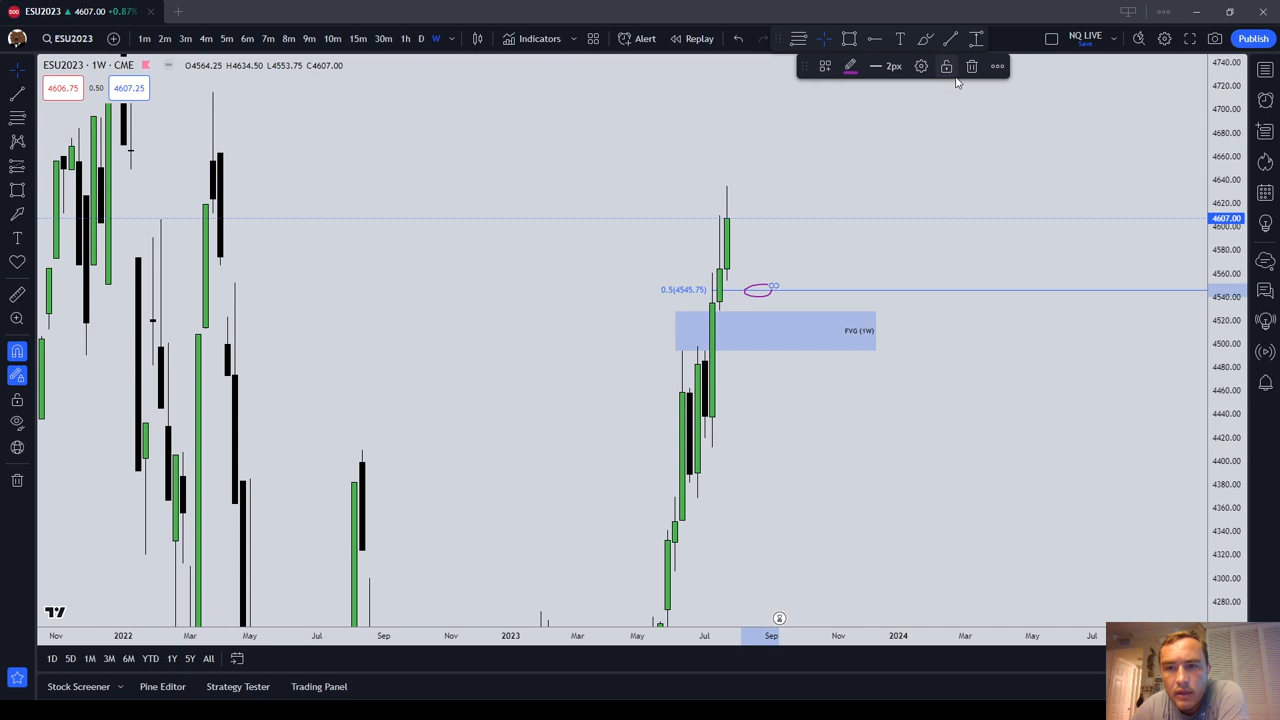 ESU2023 ▲ 4607.00 +0.87%
ESU2023 1m 2m 3m 4m 5m 6m 7m 8m 9m 10m 15m 30m 1h D W Indicators Alert Replay NQ LIVE Save Publish
ESU2023 · 1W · CME O4564.25 H4634.50 L4553.75 C4607.00
2px
4606.75 0.50 4607.25
4740.00
4720.00
4700.00
4680.00
4660.00
4640.00
4620.00
4607.00
4600.00
4580.00
4560.00
0.5(4545.75)
4540.00
4520.00
FVG (1W)
4500.00
4480.00
4460.00
4440.00
4420.00
4400.00
4380.00
4360.00
4340.00
4320.00
4300.00
4280.00
Nov 2022 Mar May Jul Sep Nov 2023 Mar May Jul Sep Nov 2024 Mar May Jul
1D 5D 1M 3M 6M YTD 1Y 5Y All
Stock Screener Pine Editor Strategy Tester Trading Panel